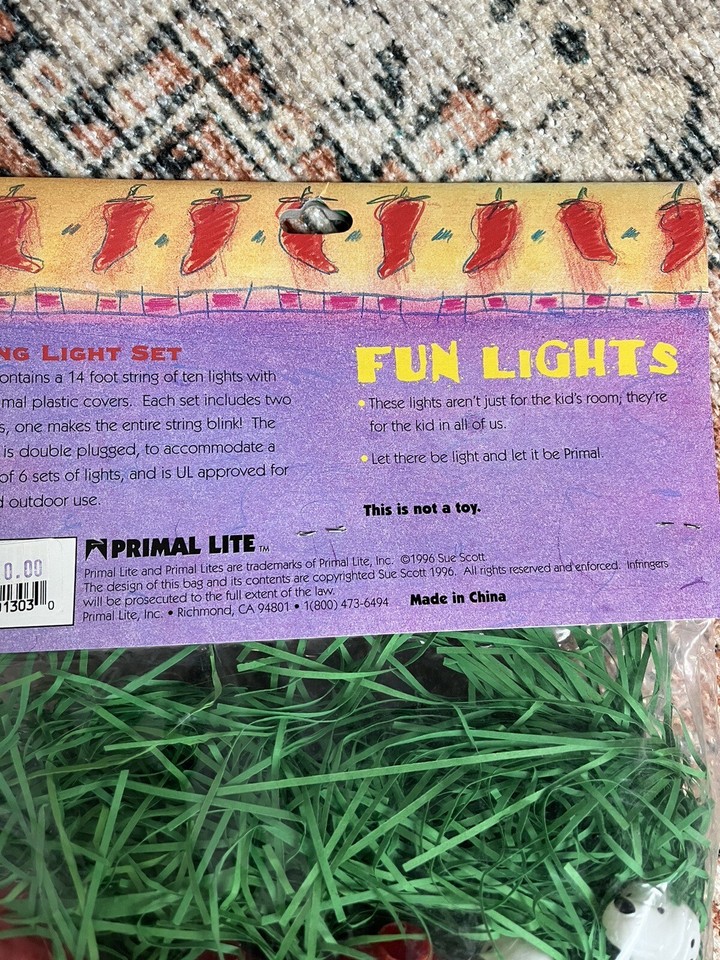 NG LIGHT SET
ontains a 14 foot string of ten lights with
mal plastic covers. Each set includes two
s, one makes the entire string blink! The
is double plugged, to accommodate a
of 6 sets of lights, and is UL approved for
d outdoor use.
FUN LIGHTS
• These lights aren't just for the kid's room; they're
for the kid in all of us.
• Let there be light and let it be Primal.
This is not a toy.
0.00
01303 0
PRIMAL LITE™
Primal Lite and Primal Lites are trademarks of Primal Lite, Inc. ©1996 Sue Scott
The design of this bag and its contents are copyrighted Sue Scott 1996. All rights reserved and enforced. Infringers
will be prosecuted to the full extent of the law.
Primal Lite, Inc. • Richmond, CA 94801 • 1(800) 473-6494 Made in China